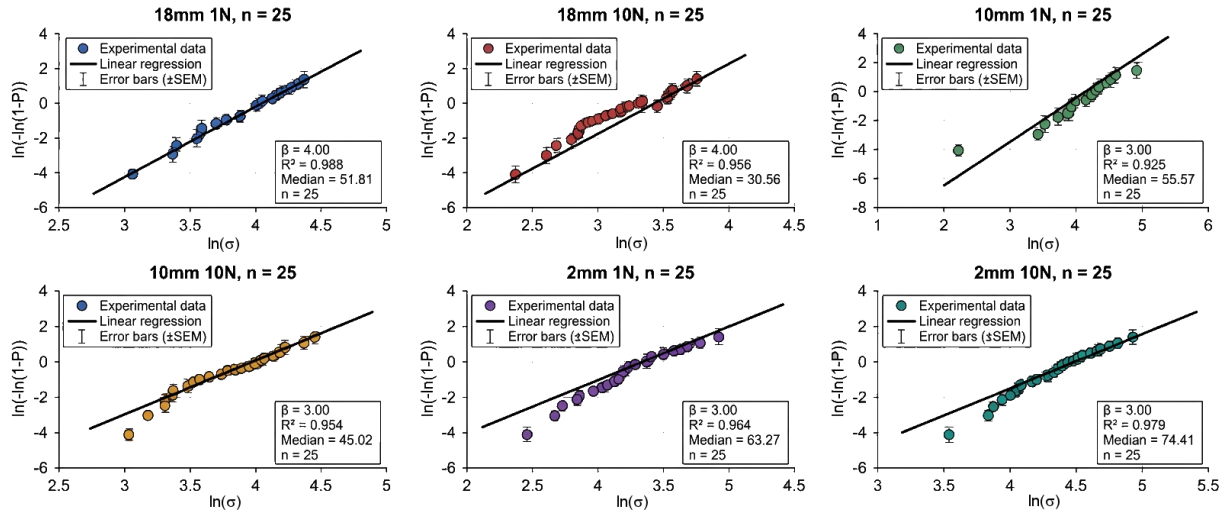 18mm 1N, n = 25
ln(-ln(1-P))
4
2
0
-2
-4
-6
Experimental data
Linear regression
Error bars (±SEM)
β = 4.00
R² = 0.988
Median = 51.81
n = 25
2.5
3
3.5
4
4.5
5
ln(σ)
18mm 10N, n = 25
ln(-ln(1-P))
4
2
0
-2
-4
-6
Experimental data
Linear regression
Error bars (±SEM)
β = 4.00
R² = 0.956
Median = 30.56
n = 25
2
2.5
3
3.5
4
4.5
ln(σ)
10mm 1N, n = 25
ln(-ln(1-P))
4
2
0
-2
-4
-6
-8
Experimental data
Linear regression
Error bars (±SEM)
β = 3.00
R² = 0.925
Median = 55.57
n = 25
1
2
3
4
5
6
ln(σ)
10mm 10N, n = 25
ln(-ln(1-P))
4
2
0
-2
-4
-6
Experimental data
Linear regression
Error bars (±SEM)
β = 3.00
R² = 0.954
Median = 45.02
n = 25
2.5
3
3.5
4
4.5
5
ln(σ)
2mm 1N, n = 25
ln(-ln(1-P))
4
2
0
-2
-4
-6
Experimental data
Linear regression
Error bars (±SEM)
β = 3.00
R² = 0.964
Median = 63.27
n = 25
2
2.5
3
3.5
4
4.5
5
5.5
ln(σ)
2mm 10N, n = 25
ln(-ln(1-P))
4
2
0
-2
-4
-6
Experimental data
Linear regression
Error bars (±SEM)
β = 3.00
R² = 0.979
Median = 74.41
n = 25
3
3.5
4
4.5
5
5.5
ln(σ)